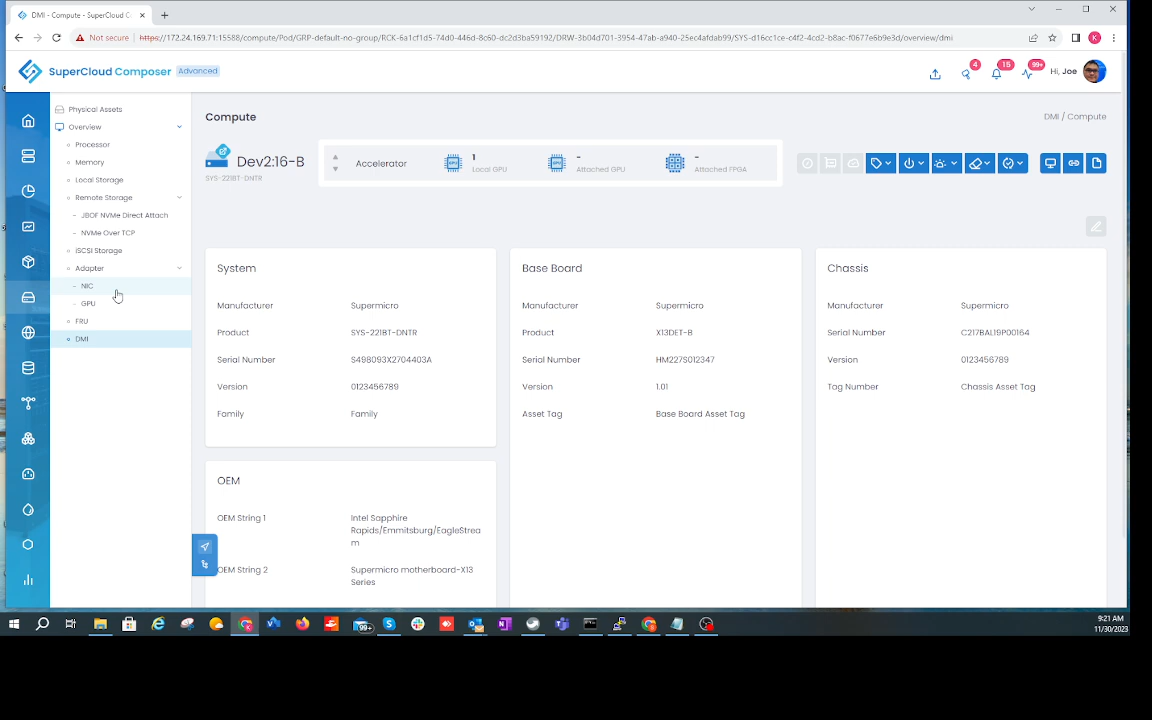 DMI - Compute - SuperCloud C
Not secure
https://172.24.169.71:15588/compute/Pod/GRP-default-no-group/RCK-6a1cf1d5-74d0-446d-8c60-dc2d3ba59192/DRW-3b04d701-3954-47ab-a940-25ec4afdab99/SYS-d16cc1ce-c4f2-4cd2-b8ac-f0677e6b9e3d/overview/dmi
K
SuperCloud Composer
Advanced
4
15
99+
Hi, Joe
Physical Assets
Overview
Processor
Memory
Local Storage
Remote Storage
- JBOF NVMe Direct Attach
- NVMe Over TCP
iSCSI Storage
Adapter
- NIC
- GPU
FRU
DMI
Compute
DMI / Compute
Dev2:16-B
SYS-221BT-DNTR
Accelerator
1
Local GPU
-
Attached GPU
-
Attached FPGA
System
Manufacturer Supermicro
Product SYS-221BT-DNTR
Serial Number S498093X2704403A
Version 0123456789
Family Family
Base Board
Manufacturer Supermicro
Product X13DET-B
Serial Number HM227S012347
Version 1.01
Asset Tag Base Board Asset Tag
Chassis
Manufacturer Supermicro
Serial Number C217BAL19P00164
Version 0123456789
Tag Number Chassis Asset Tag
OEM
OEM String 1 Intel Sapphire
Rapids/Emmitsburg/EagleStrea
m
OEM String 2 Supermicro motherboard-X13
Series
99+
9:21 AM
11/30/2023